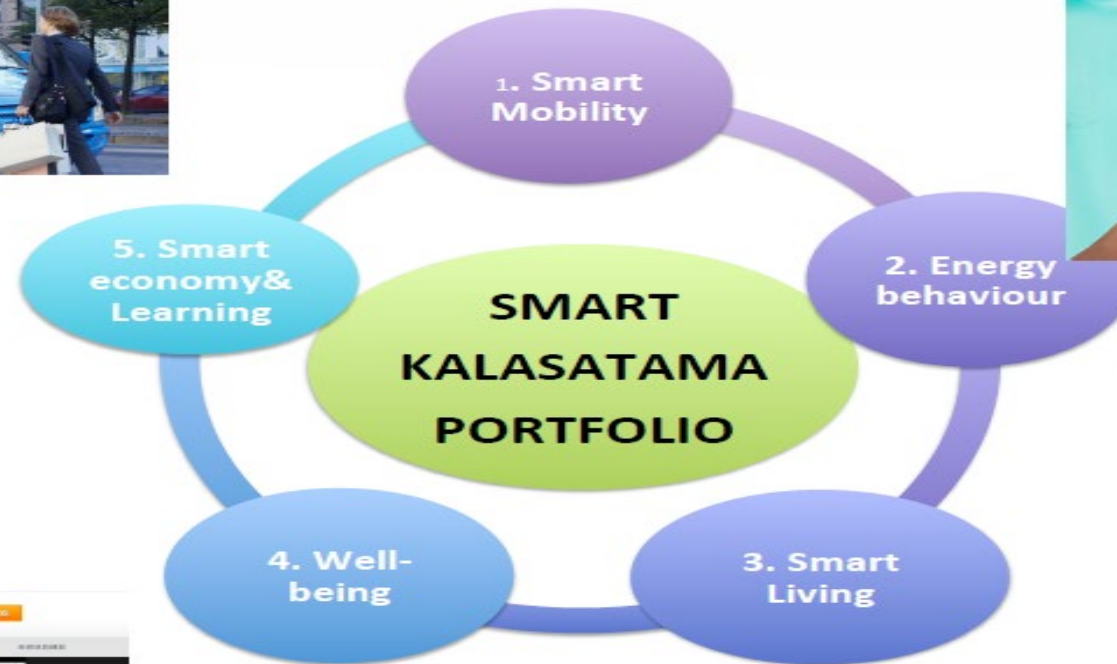 1. Smart
Mobility
2. Energy
behaviour
3. Smart
Living
4. Well-
being
5. Smart
economy&
Learning
SMART
KALASATAMA
PORTFOLIO